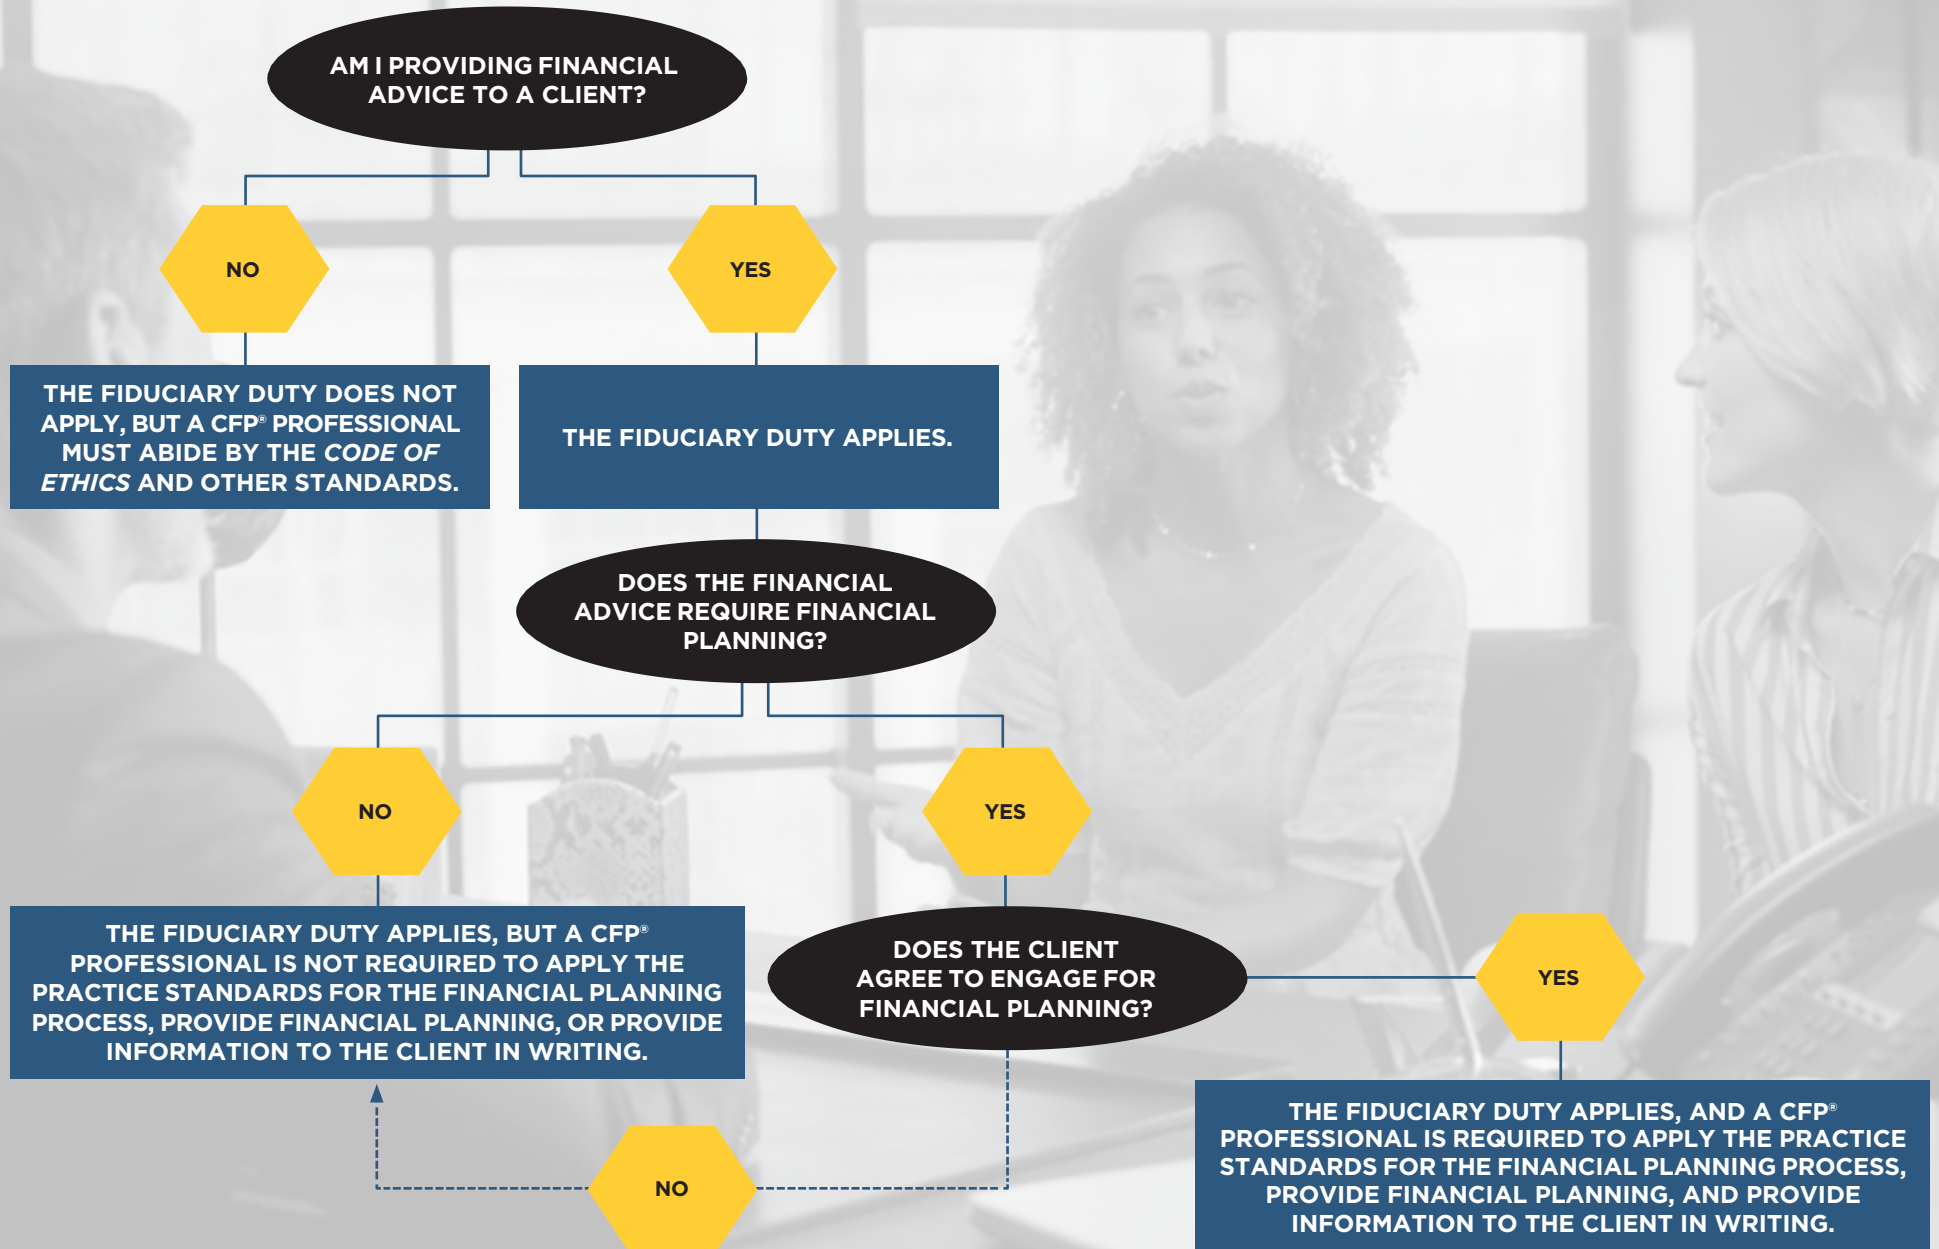 AM I PROVIDING FINANCIAL
ADVICE TO A CLIENT?
NO
YES
THE FIDUCIARY DUTY DOES NOT
APPLY, BUT A CFP® PROFESSIONAL
MUST ABIDE BY THE CODE OF
ETHICS AND OTHER STANDARDS.
THE FIDUCIARY DUTY APPLIES.
DOES THE FINANCIAL
ADVICE REQUIRE FINANCIAL
PLANNING?
NO
YES
THE FIDUCIARY DUTY APPLIES, BUT A CFP®
PROFESSIONAL IS NOT REQUIRED TO APPLY THE
PRACTICE STANDARDS FOR THE FINANCIAL PLANNING
PROCESS, PROVIDE FINANCIAL PLANNING, OR PROVIDE
INFORMATION TO THE CLIENT IN WRITING.
DOES THE CLIENT
AGREE TO ENGAGE FOR
FINANCIAL PLANNING?
YES
NO
THE FIDUCIARY DUTY APPLIES, AND A CFP®
PROFESSIONAL IS REQUIRED TO APPLY THE PRACTICE
STANDARDS FOR THE FINANCIAL PLANNING PROCESS,
PROVIDE FINANCIAL PLANNING, AND PROVIDE
INFORMATION TO THE CLIENT IN WRITING.